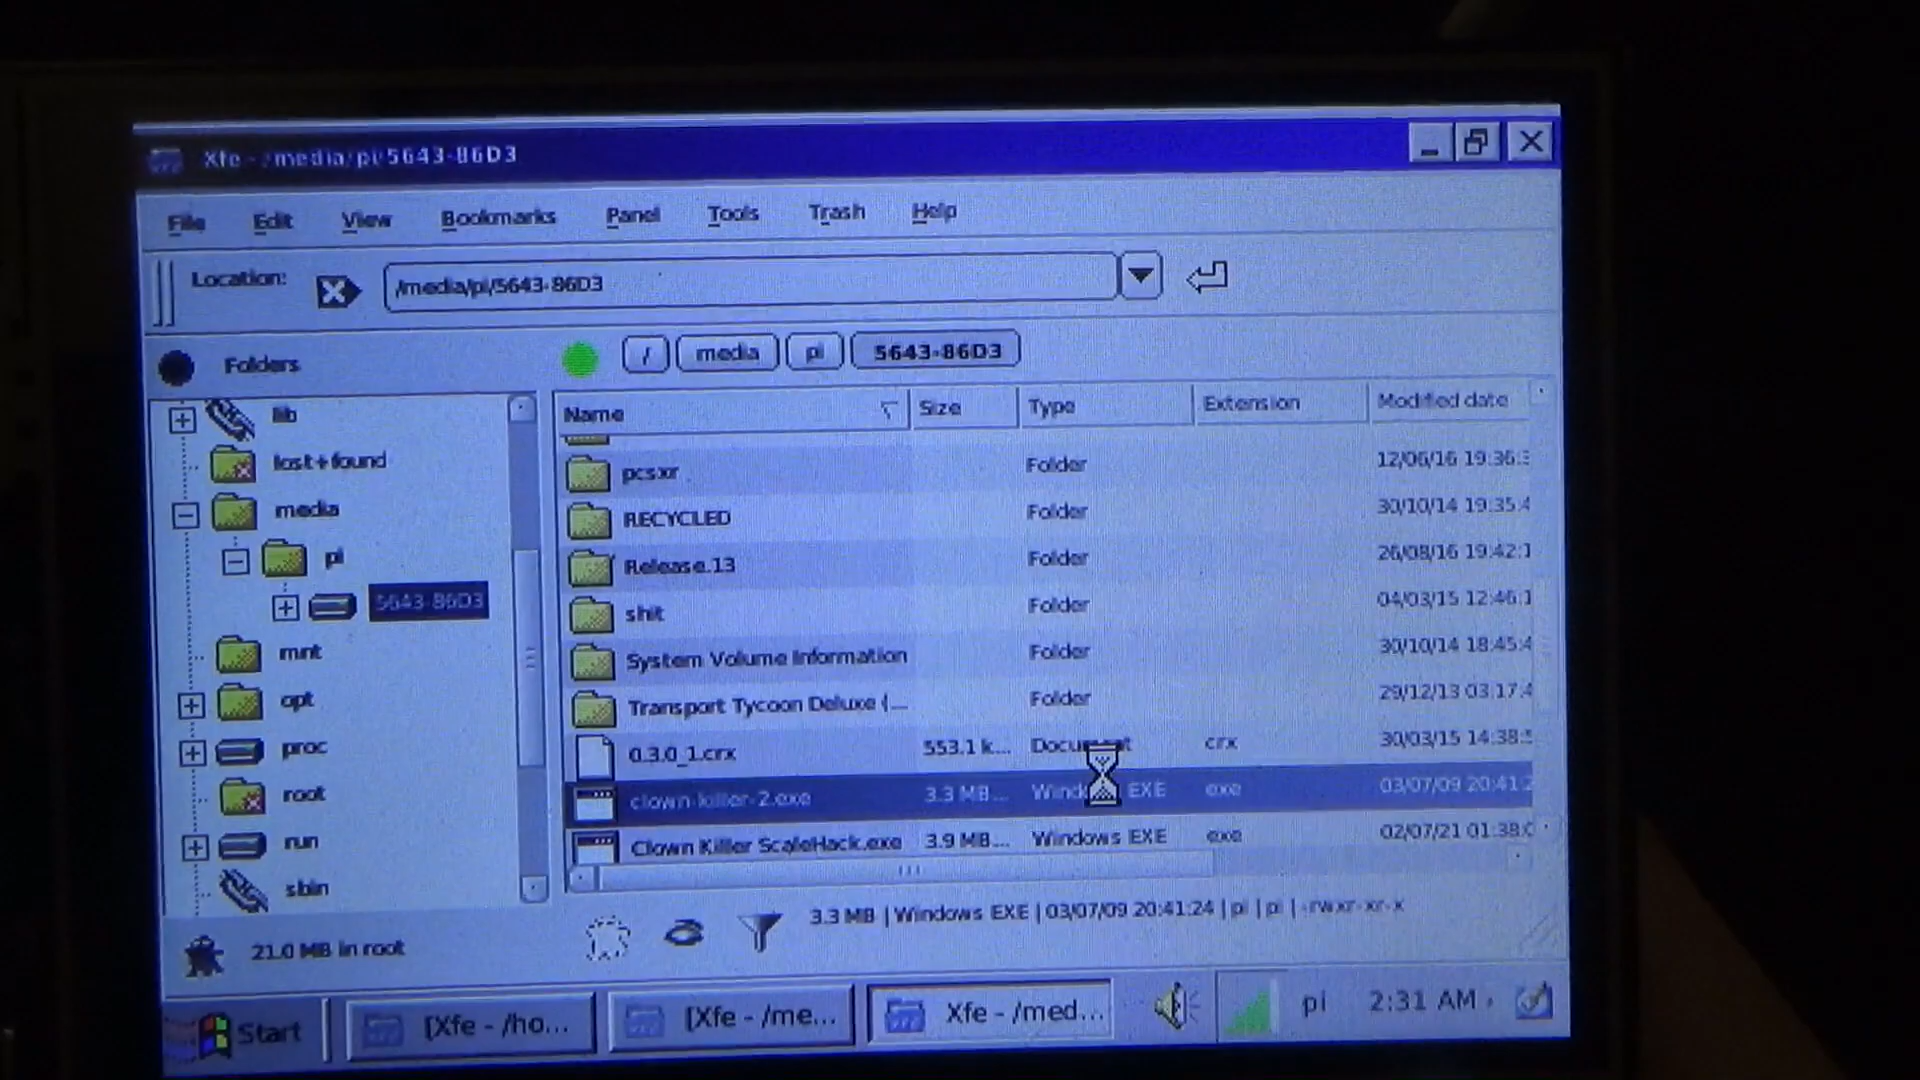 Xfe - /media/pi/5643-86D3
File Edit View Bookmarks Panel Tools Trash Help
Location: /media/pi/5643-86D3
Folders / media pi 5643-86D3
Name Size Type Extension Modified date
lib
lost+found
media
pi
5643-86D3
mnt
opt
proc
root
run
sbin
pcsxr Folder 12/06/16 19:36:3
RECYCLED Folder 30/10/14 19:35:4
Release.13 Folder 26/08/16 19:42:1
shit Folder 04/03/15 12:46:1
System Volume Information Folder 30/10/14 18:45:4
Transport Tycoon Deluxe (... Folder 29/12/13 03:17:4
0.3.0_1.crx 553.1 k... crx 30/03/15 14:38:5
clown-killer-2.exe 3.3 MB... EXE exe 03/07/09 20:41:2
Clown Killer ScaleHack.exe 3.9 MB... Windows EXE exe 02/07/21 01:38:0
3.3 MB | Windows EXE | 03/07/09 20:41:24 | pi | pi | -rwxr-xr-x
21.0 MB in root
Start [Xfe - /ho... [Xfe - /me... Xfe - /med... pi 2:31 AM